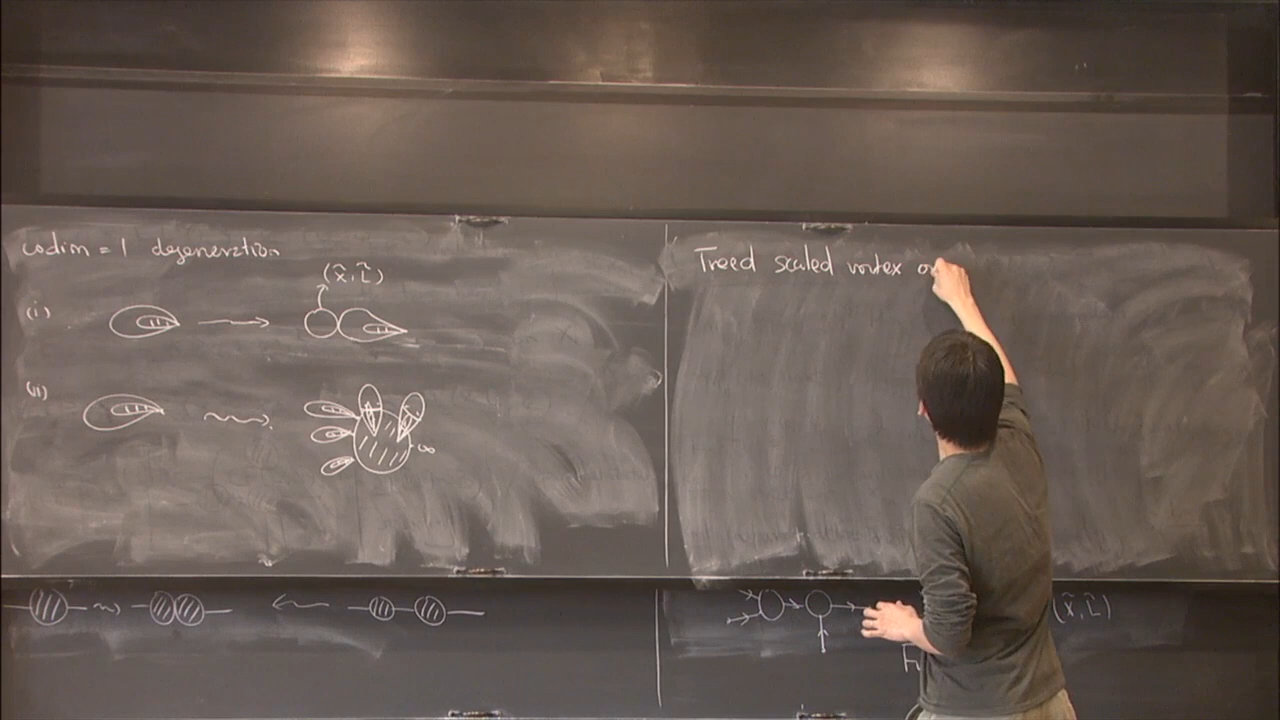 codim = 1 degeneration
(X̃, L̃)
(i)
(ii)
∞
Treed scaled vortex
(X̃, L̃)